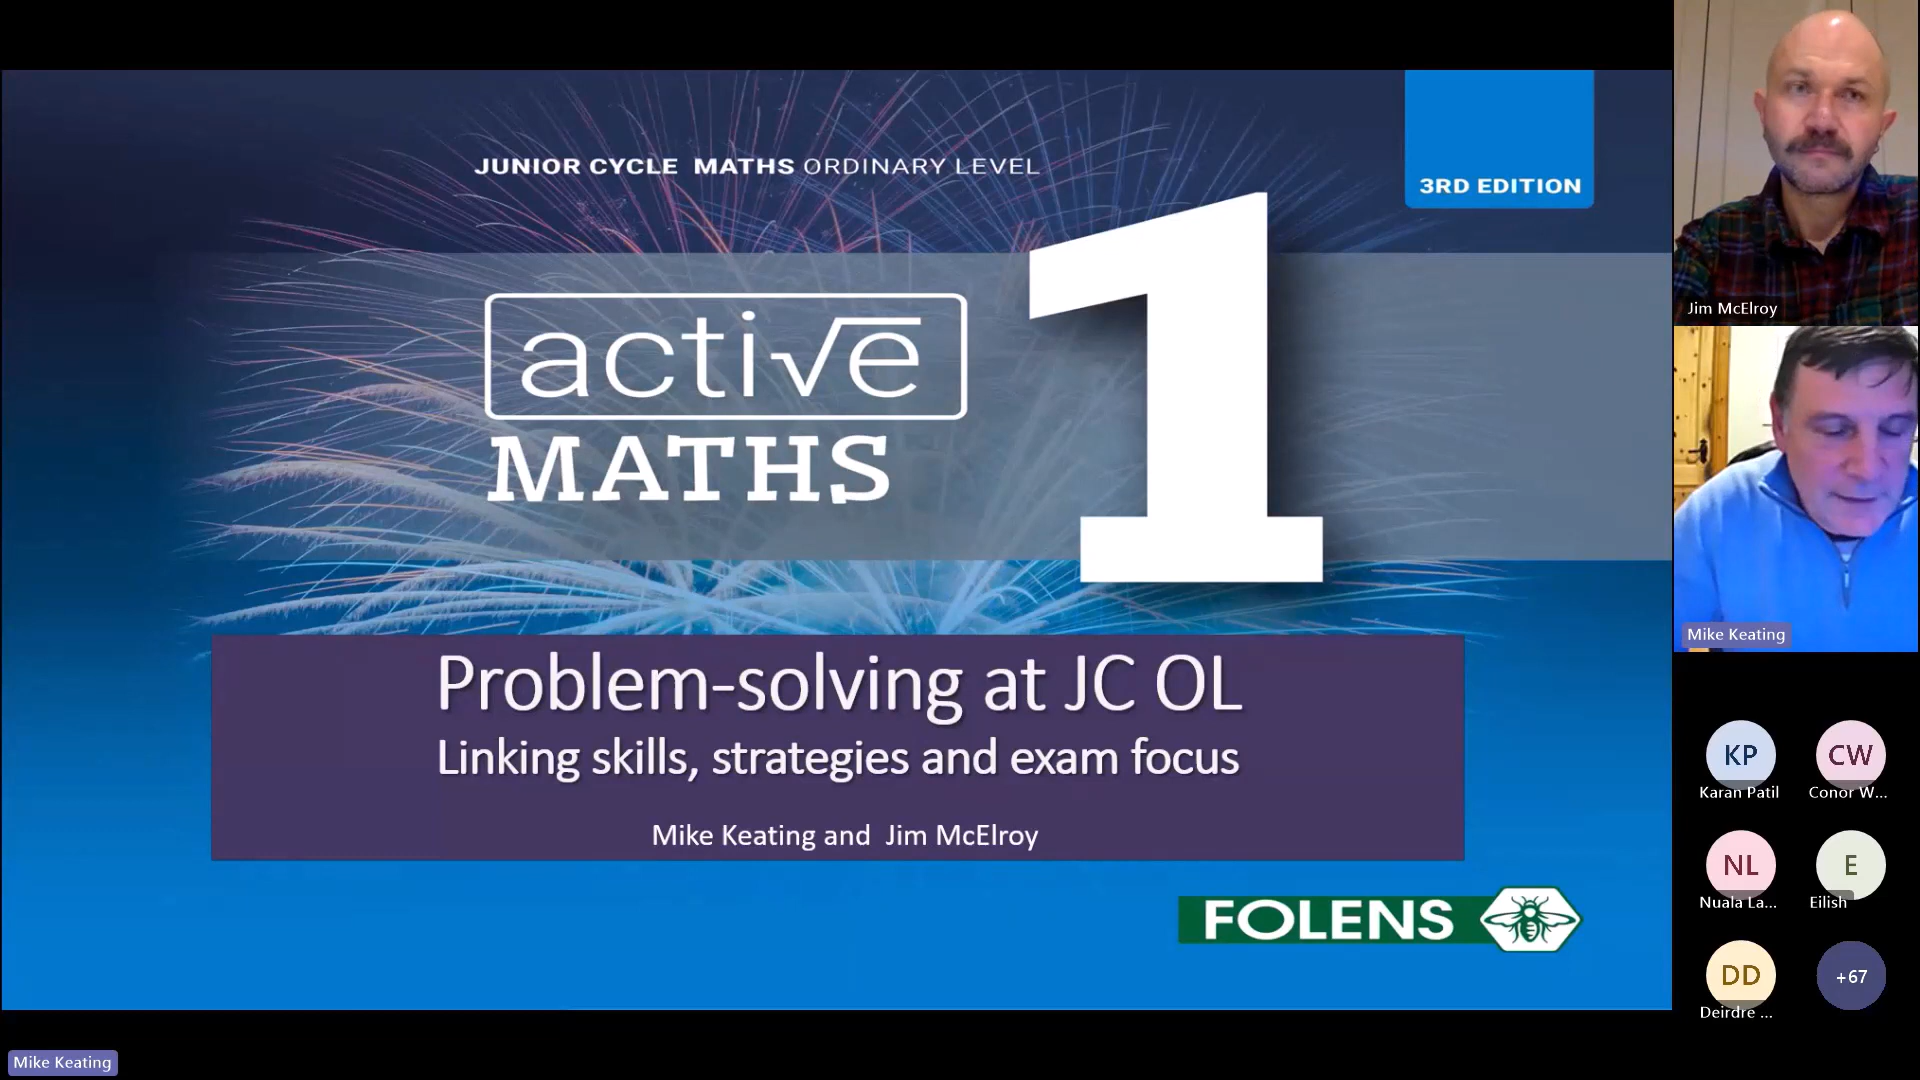 JUNIOR CYCLE MATHS ORDINARY LEVEL
3RD EDITION
active
MATHS
1
Problem-solving at JC OL
Linking skills, strategies and exam focus
Mike Keating and Jim McElroy
FOLENS
Mike Keating
Jim McElroy
Mike Keating
KP
Karan Patil
CW
Conor W...
NL
Nuala La...
E
Eilish
DD
Deirdre ...
+67